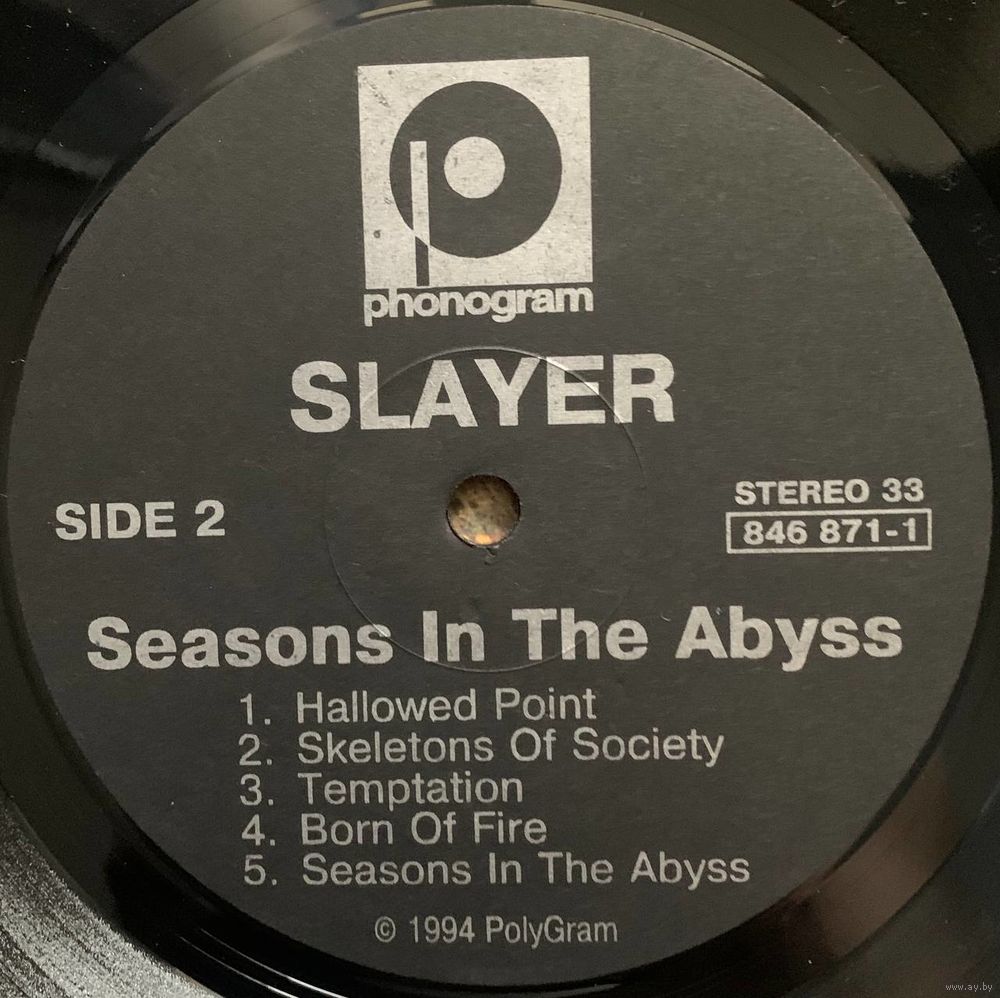 phonogram
SLAYER
SIDE 2
STEREO 33
846 871-1
Seasons In The Abyss
1. Hallowed Point
2. Skeletons Of Society
3. Temptation
4. Born Of Fire
5. Seasons In The Abyss
© 1994 PolyGram
www.ay.by